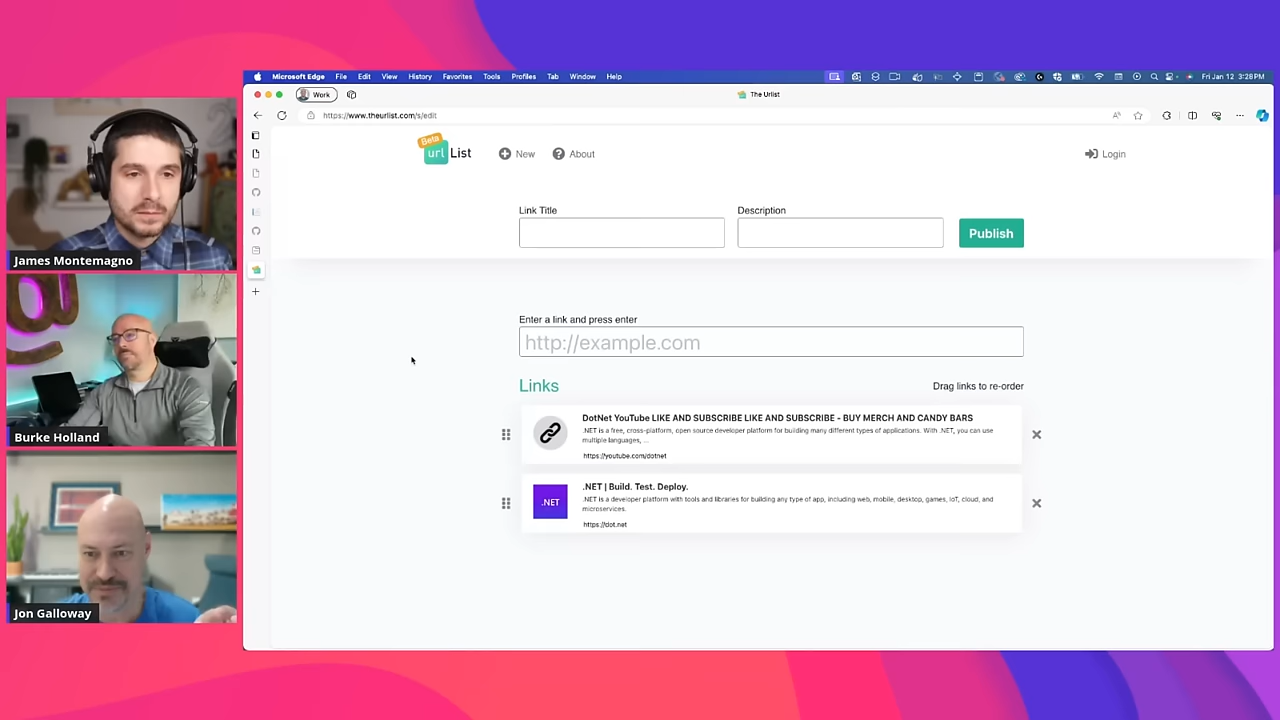 Microsoft Edge File Edit View History Favorites Tools Profiles Tab Window Help
Fri Jan 12 3:28 PM
Work
The Urlist
https://www.theurlist.com/s/edit
Beta
url List
New
About
Login
Link Title
Description
Publish
Enter a link and press enter
http://example.com
Links
Drag links to re-order
DotNet YouTube LIKE AND SUBSCRIBE LIKE AND SUBSCRIBE - BUY MERCH AND CANDY BARS
.NET is a free, cross-platform, open source developer platform for building many different types of applications. With .NET, you can use
multiple languages, ...
https://youtube.com/dotnet
.NET
.NET | Build. Test. Deploy.
.NET is a developer platform with tools and libraries for building any type of app, including web, mobile, desktop, games, IoT, cloud, and
microservices.
https://dot.net
James Montemagno
Burke Holland
Jon Galloway